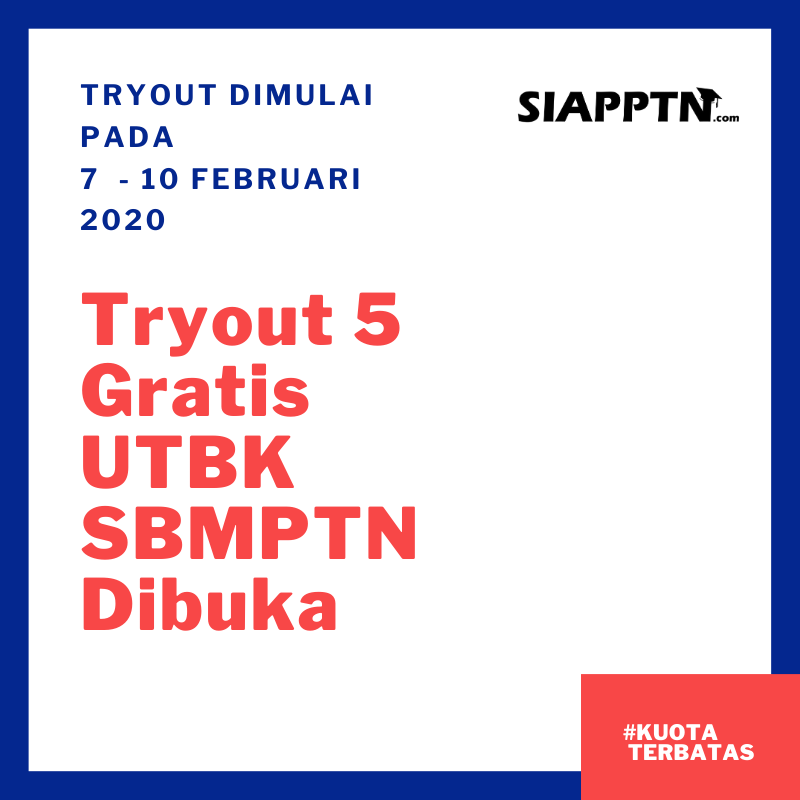 TRYOUT DIMULAI
PADA
7 - 10 FEBRUARI
2020
SIAPPTN.com
Tryout 5
Gratis
UTBK
SBMPTN
Dibuka
#KUOTA
TERBATAS